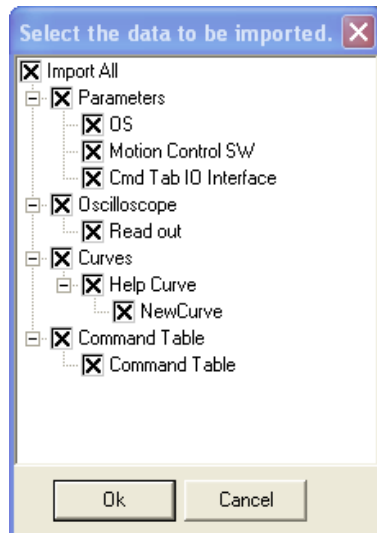 Select the data to be imported.
Import All
Parameters
OS
Motion Control SW
Cmd Tab IO Interface
Oscilloscope
Read out
Curves
Help Curve
NewCurve
Command Table
Command Table
Ok Cancel